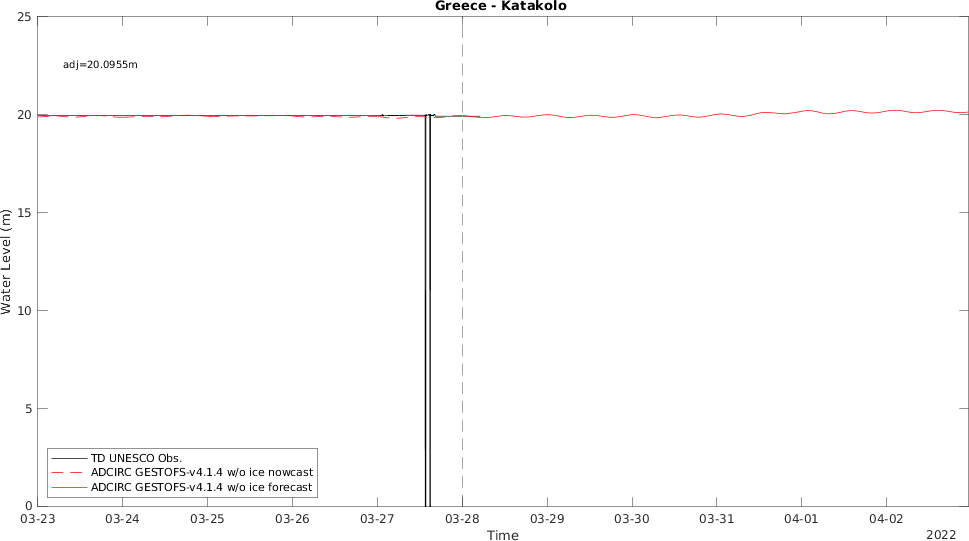 Greece - Katakolo
25
adj=20.0955m
20
15
Water Level (m)
10
5
TD UNESCO Obs.
ADCIRC GESTOFS-v4.1.4 w/o ice nowcast
ADCIRC GESTOFS-v4.1.4 w/o ice forecast
0
03-23 03-24 03-25 03-26 03-27 03-28 03-29 03-30 03-31 04-01 04-02
Time
2022